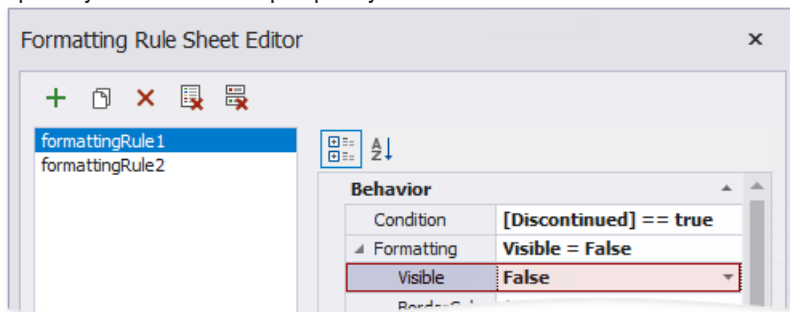 Formatting Rule Sheet Editor
formattingRule1
formattingRule2
Behavior
Condition [Discontinued] == true
Formatting Visible = False
Visible False